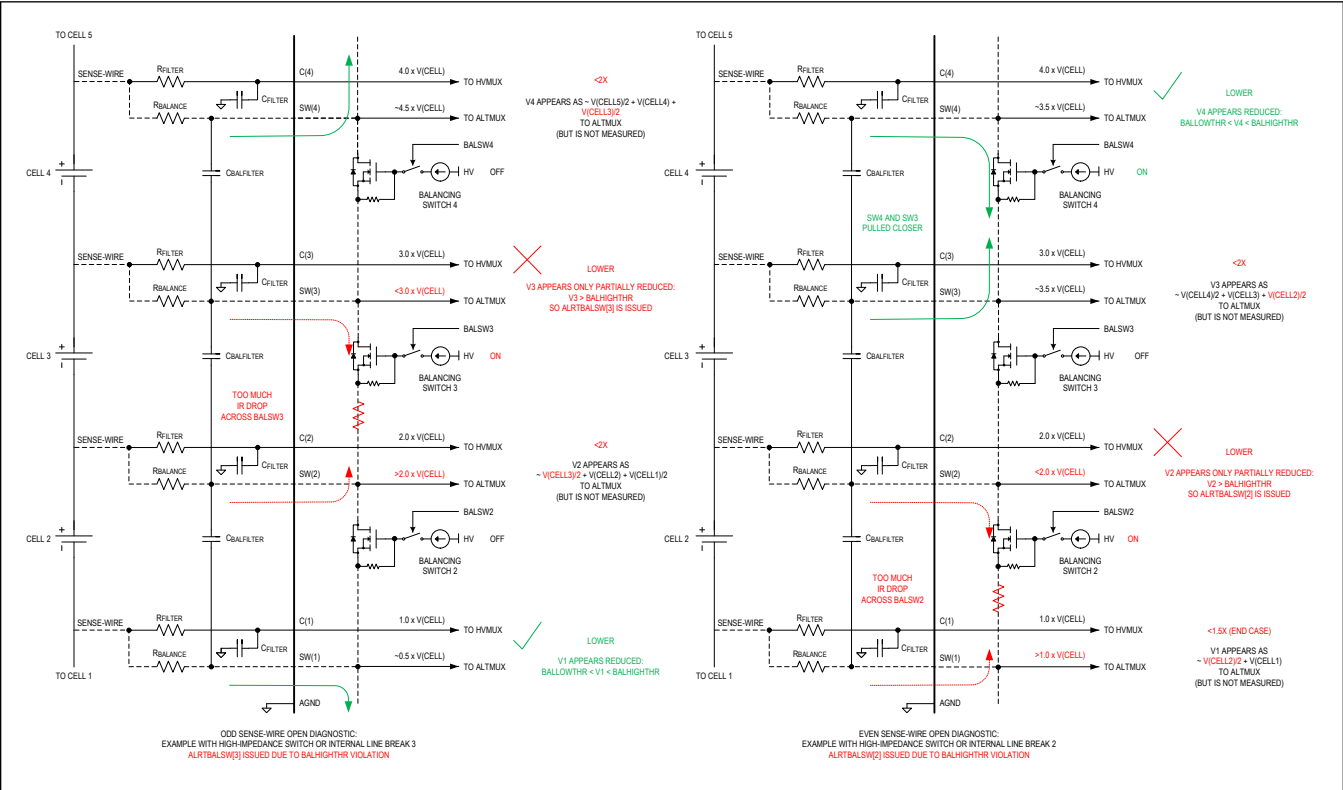 TO CELL 5
SENSE-WIRE
RFILTER
C(4)
4.0 x V(CELL)
TO HVMUX
CFILTER
RBALANCE
SW(4)
~4.5 x V(CELL)
TO ALTMUX
<2X
V4 APPEARS AS ~ V(CELL5)/2 + V(CELL4) +
V(CELL3)/2
TO ALTMUX
(BUT IS NOT MEASURED)
CELL 4
+
-
CBALFILTER
BALSW4
HV
OFF
BALANCING
SWITCH 4
SENSE-WIRE
RFILTER
C(3)
3.0 x V(CELL)
TO HVMUX
CFILTER
RBALANCE
SW(3)
<3.0 x V(CELL)
TO ALTMUX
LOWER
V3 APPEARS ONLY PARTIALLY REDUCED:
V3 > BALHIGHTHR
SO ALRTBALSW[3] IS ISSUED
CELL 3
+
-
CBALFILTER
BALSW3
HV
ON
BALANCING
SWITCH 3
TOO MUCH
IR DROP
ACROSS BALSW3
SENSE-WIRE
RFILTER
C(2)
2.0 x V(CELL)
TO HVMUX
CFILTER
RBALANCE
SW(2)
>2.0 x V(CELL)
TO ALTMUX
<2X
V2 APPEARS AS
~ V(CELL3)/2 + V(CELL2) + V(CELL1)/2
TO ALTMUX
(BUT IS NOT MEASURED)
CELL 2
+
-
CBALFILTER
BALSW2
HV
OFF
BALANCING
SWITCH 2
SENSE-WIRE
RFILTER
C(1)
1.0 x V(CELL)
TO HVMUX
CFILTER
RBALANCE
SW(1)
~0.5 x V(CELL)
TO ALTMUX
LOWER
V1 APPEARS REDUCED:
BALLOWTHR < V1 < BALHIGHTHR
TO CELL 1
AGND
ODD SENSE-WIRE OPEN DIAGNOSTIC:
EXAMPLE WITH HIGH-IMPEDANCE SWITCH OR INTERNAL LINE BREAK 3
ALRTBALSW[3] ISSUED DUE TO BALHIGHTHR VIOLATION
TO CELL 5
SENSE-WIRE
RFILTER
C(4)
4.0 x V(CELL)
TO HVMUX
CFILTER
RBALANCE
SW(4)
~3.5 x V(CELL)
TO ALTMUX
LOWER
V4 APPEARS REDUCED:
BALLOWTHR < V4 < BALHIGHTHR
CELL 4
+
-
CBALFILTER
BALSW4
HV
ON
BALANCING
SWITCH 4
SW4 AND SW3
PULLED CLOSER
SENSE-WIRE
RFILTER
C(3)
3.0 x V(CELL)
TO HVMUX
CFILTER
RBALANCE
SW(3)
~3.5 x V(CELL)
TO ALTMUX
<2X
V3 APPEARS AS
~ V(CELL4)/2 + V(CELL3) + V(CELL2)/2
TO ALTMUX
(BUT IS NOT MEASURED)
CELL 3
+
-
CBALFILTER
BALSW3
HV
OFF
BALANCING
SWITCH 3
SENSE-WIRE
RFILTER
C(2)
2.0 x V(CELL)
TO HVMUX
CFILTER
RBALANCE
SW(2)
<2.0 x V(CELL)
TO ALTMUX
LOWER
V2 APPEARS ONLY PARTIALLY REDUCED:
V2 > BALHIGHTHR
SO ALRTBALSW[2] IS ISSUED
CELL 2
+
-
CBALFILTER
BALSW2
HV
ON
BALANCING
SWITCH 2
TOO MUCH
IR DROP
ACROSS BALSW2
SENSE-WIRE
RFILTER
C(1)
1.0 x V(CELL)
TO HVMUX
CFILTER
RBALANCE
SW(1)
>1.0 x V(CELL)
TO ALTMUX
<1.5X (END CASE)
V1 APPEARS AS
~ V(CELL2)/2 + V(CELL1)
TO ALTMUX
(BUT IS NOT MEASURED)
TO CELL 1
AGND
EVEN SENSE-WIRE OPEN DIAGNOSTIC:
EXAMPLE WITH HIGH-IMPEDANCE SWITCH OR INTERNAL LINE BREAK 2
ALRTBALSW[2] ISSUED DUE TO BALHIGHTHR VIOLATION